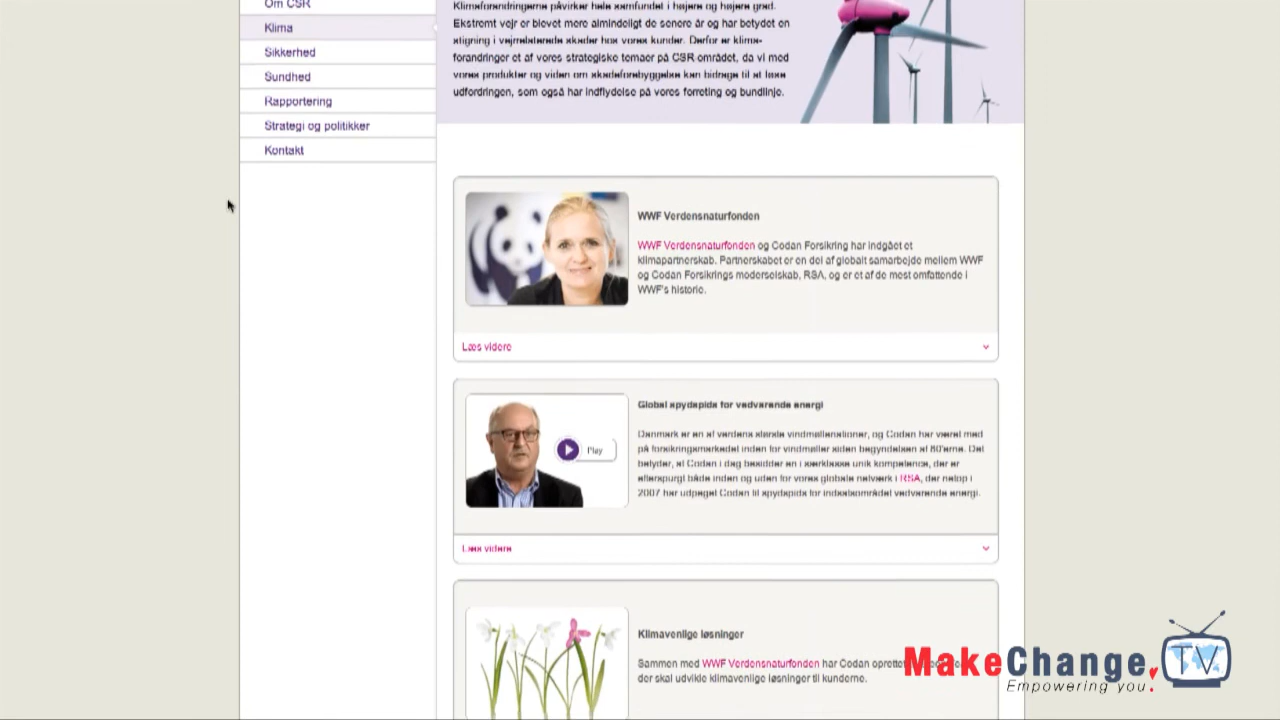 Om CSR
Klima
Sikkerhed
Sundhed
Rapportering
Strategi og politikker
Kontakt
Klimaforandringerne påvirker hele samfundet i højere og højere grad.
Ekstremt vejr er blevet mere almindeligt de senere år og har betydet en
stigning i vejrrelaterede skader hos vores kunder. Derfor er klima-
forandringer et af vores strategiske temaer på CSR området, da vi med
vores produkter og viden om skadeforebyggelse kan bidrage til at løse
udfordringen, som også har indflydelse på vores forretning og bundlinje.
WWF Verdensnaturfonden
WWF Verdensnaturfonden og Codan Forsikring har indgået et
klimapartnerskab. Partnerskabet er en del af globalt samarbejde mellem WWF
og Codan Forsikrings moderselskab, RSA, og er et af de mest omfattende i
WWF's historie.
Læs videre
Global spydspids for vedvarende energi
Play
Danmark er en af verdens største vindmøllenationer, og Codan har været med
på forsikringsmarkedet inden for vindmøller siden begyndelsen af 80'erne. Det
betyder, at Codan i dag besidder en i særklasse unik kompetence, der er
efterspurgt både inden og uden for vores globale netværk i RSA, der netop i
2007 har udpeget Codan til spydspids for indsatsområdet vedvarende energi.
Læs videre
Klimavenlige løsninger
Sammen med WWF Verdensnaturfonden har Codan oprettet
der skal udvikle klimavenlige løsninger til kunderne.
MakeChange TV
Empowering you